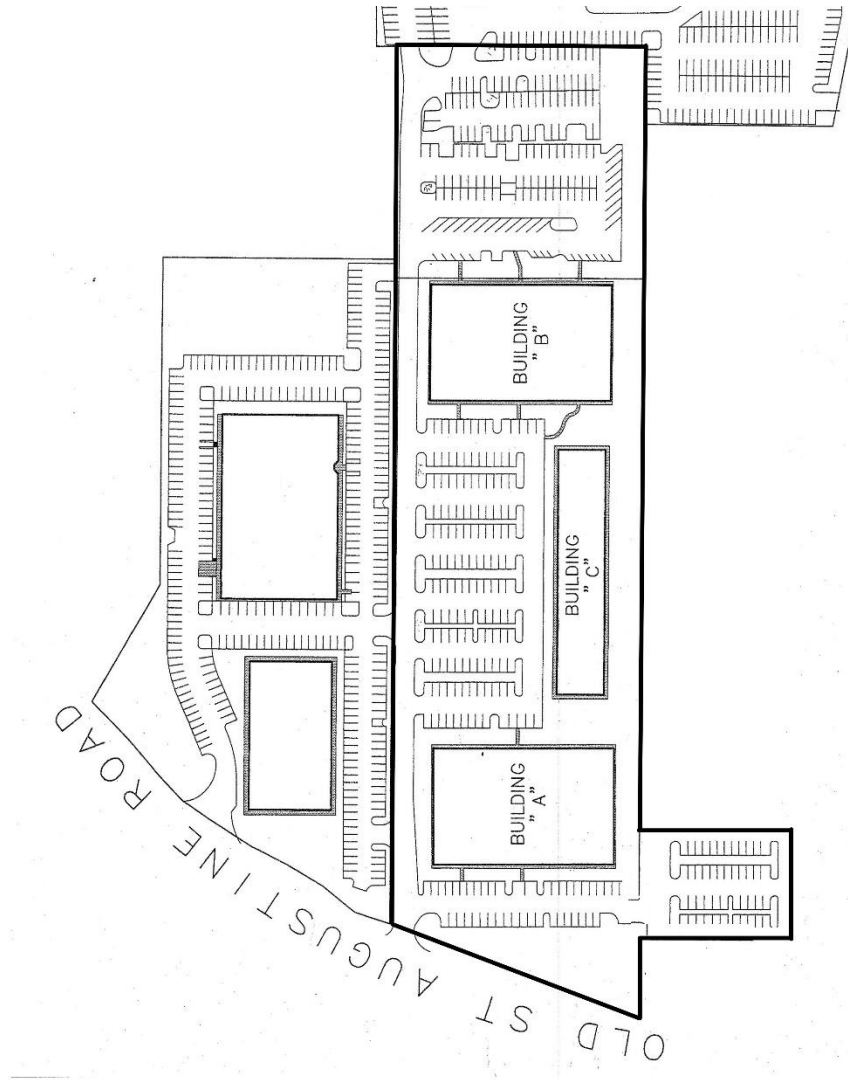 BUILDING
"B"
BUILDING
"C"
BUILDING
"A"
OLD ST AUGUSTINE ROAD